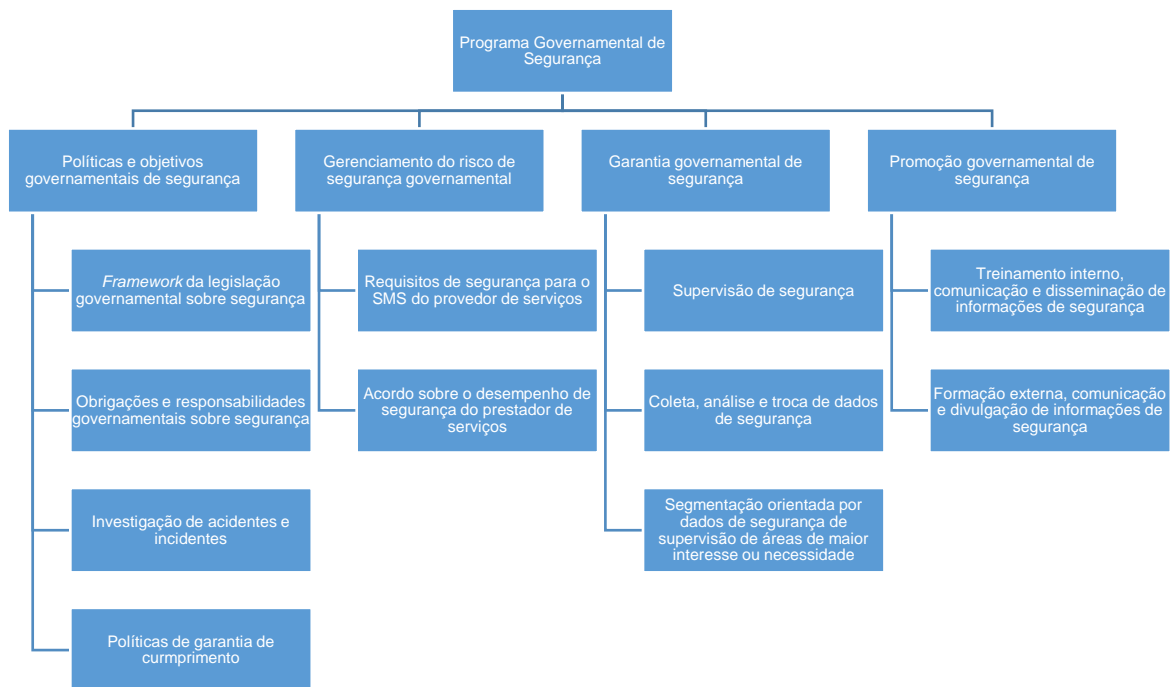 Programa Governamental de
Segurança
Políticas e objetivos
governamentais de segurança
Framework da legislação
governamental sobre segurança
Obrigações e responsabilidades
governamentais sobre segurança
Investigação de acidentes e
incidentes
Políticas de garantia de
curmprimento
Gerenciamento do risco de
segurança governamental
Requisitos de segurança para o
SMS do provedor de serviços
Acordo sobre o desempenho de
segurança do prestador de
serviços
Garantia governamental de
segurança
Supervisão de segurança
Coleta, análise e troca de dados
de segurança
Segmentação orientada por
dados de segurança de
supervisão de áreas de maior
interesse ou necessidade
Promoção governamental de
segurança
Treinamento interno,
comunicação e disseminação de
informações de segurança
Formação externa, comunicação
e divulgação de informações de
segurança